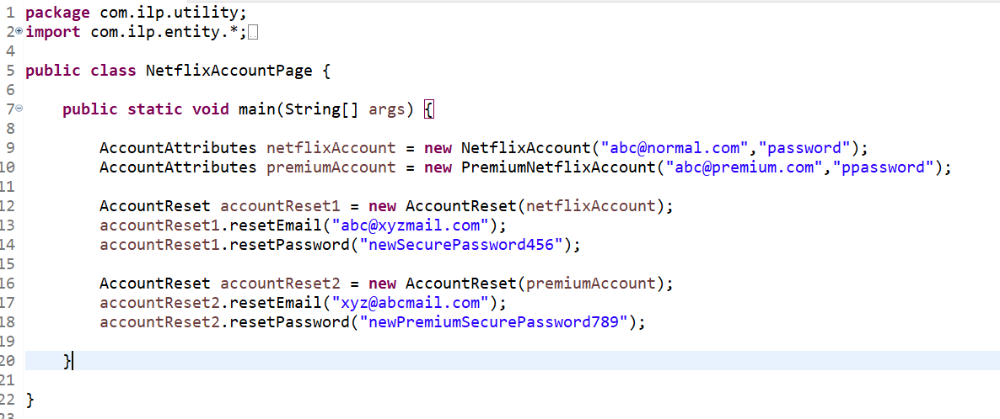 1 package com.ilp.utility;
2 import com.ilp.entity.*;
4
5 public class NetflixAccountPage {
6
7 public static void main(String[] args) {
8
9 AccountAttributes netflixAccount = new NetflixAccount("abc@normal.com","password");
10 AccountAttributes premiumAccount = new PremiumNetflixAccount("abc@premium.com","ppassword");
11
12 AccountReset accountReset1 = new AccountReset(netflixAccount);
13 accountReset1.resetEmail("abc@xyzmail.com");
14 accountReset1.resetPassword("newSecurePassword456");
15
16 AccountReset accountReset2 = new AccountReset(premiumAccount);
17 accountReset2.resetEmail("xyz@abcmail.com");
18 accountReset2.resetPassword("newPremiumSecurePassword789");
19
20 }
21
22 }
23